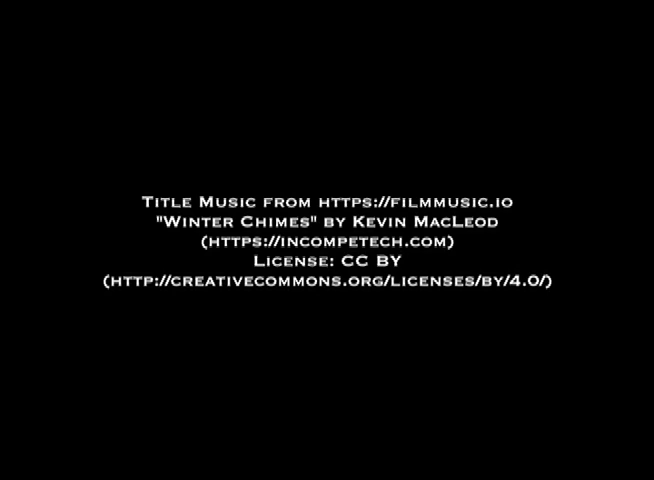 Title Music from https://filmmusic.io
"Winter Chimes" by Kevin MacLeod
(https://incompetech.com)
License: CC BY
(http://creativecommons.org/licenses/by/4.0/)